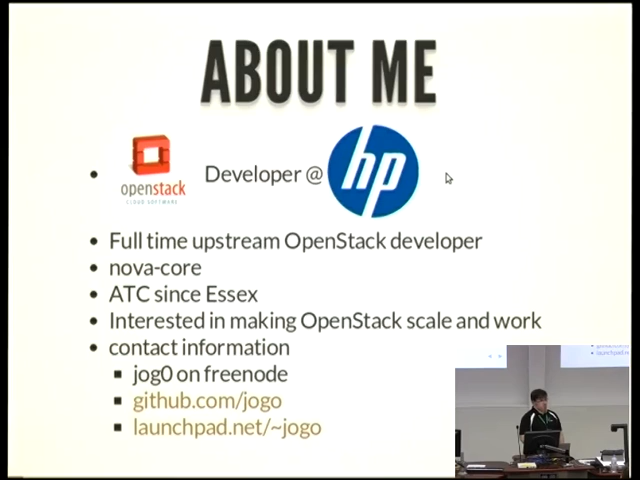 ABOUT ME
openstack
CLOUD SOFTWARE
Developer @ hp
Full time upstream OpenStack developer
nova-core
ATC since Essex
Interested in making OpenStack scale and work
contact information
jog0 on freenode
github.com/jogo
launchpad.net/~jogo